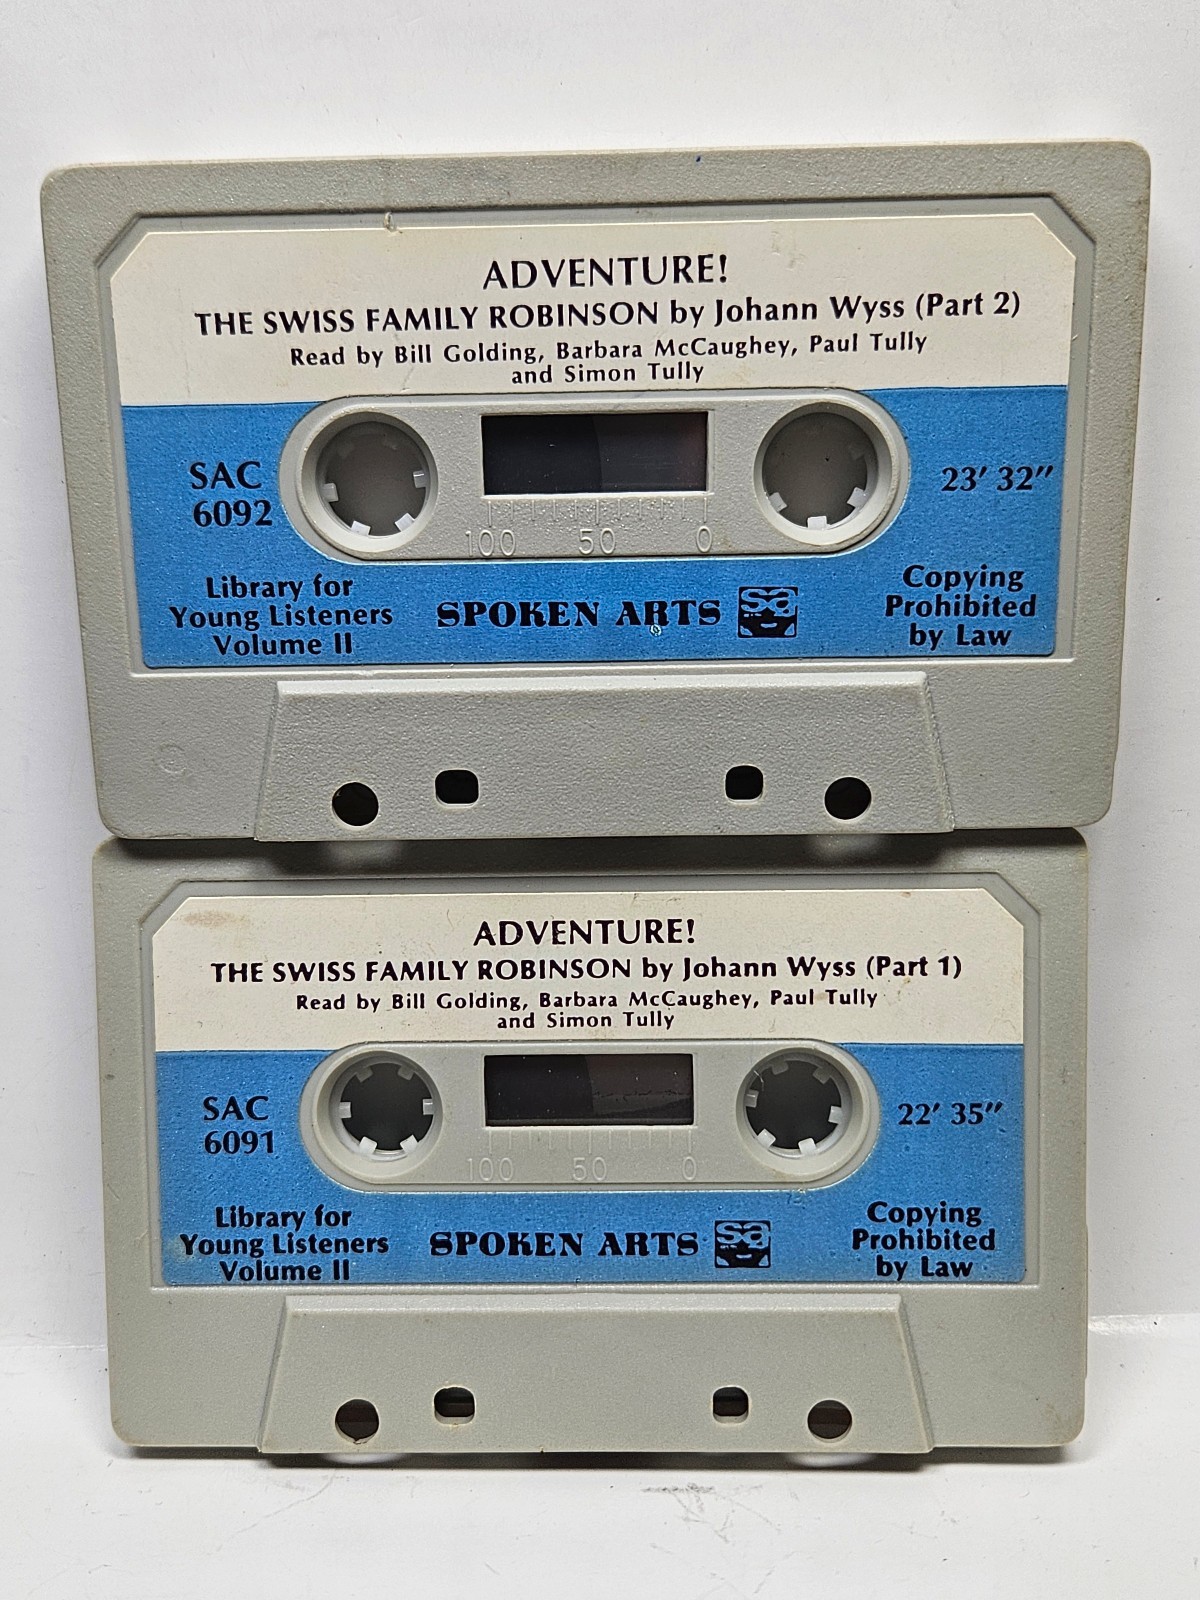 ADVENTURE!
THE SWISS FAMILY ROBINSON by Johann Wyss (Part 2)
Read by Bill Golding, Barbara McCaughey, Paul Tully
and Simon Tully
SAC
6092
23′ 32″
100 50 0
Library for
Young Listeners
Volume II
SPOKEN ARTS sa
Copying
Prohibited
by Law
ADVENTURE!
THE SWISS FAMILY ROBINSON by Johann Wyss (Part 1)
Read by Bill Golding, Barbara McCaughey, Paul Tully
and Simon Tully
SAC
6091
22′ 35″
100 50 0
Library for
Young Listeners
Volume II
SPOKEN ARTS sa
Copying
Prohibited
by Law